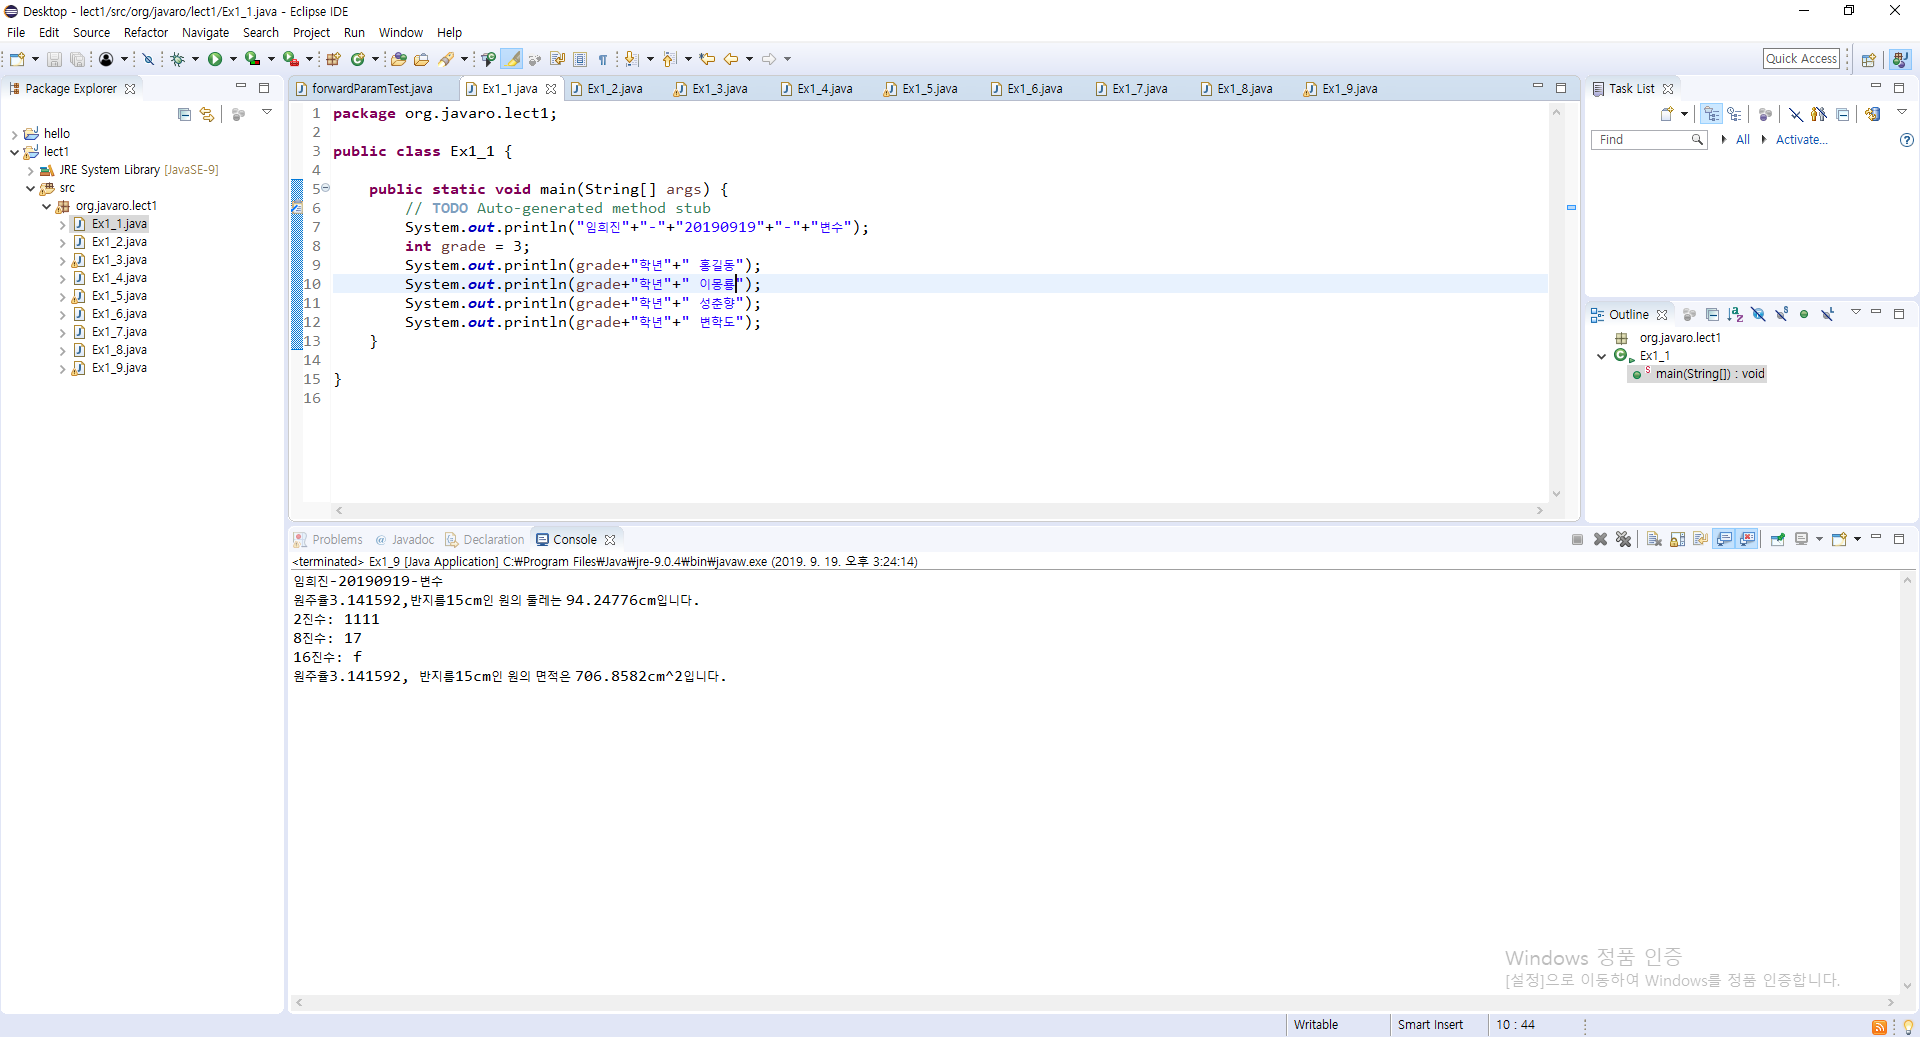 Desktop - lect1/src/org/javaro/lect1/Ex1_1.java - Eclipse IDE
File Edit Source Refactor Navigate Search Project Run Window Help
Quick Access
Package Explorer
hello
lect1
JRE System Library [JavaSE-9]
src
org.javaro.lect1
Ex1_1.java
Ex1_2.java
Ex1_3.java
Ex1_4.java
Ex1_5.java
Ex1_6.java
Ex1_7.java
Ex1_8.java
Ex1_9.java
forwardParamTest.java Ex1_1.java Ex1_2.java Ex1_3.java Ex1_4.java Ex1_5.java Ex1_6.java Ex1_7.java Ex1_8.java Ex1_9.java
1 package org.javaro.lect1;
2
3 public class Ex1_1 {
4
5 public static void main(String[] args) {
6 // TODO Auto-generated method stub
7 System.out.println("임희진"+"-"+"20190919"+"-"+"변수");
8 int grade = 3;
9 System.out.println(grade+"학년"+" 홍길동");
10 System.out.println(grade+"학년"+" 이몽룡");
11 System.out.println(grade+"학년"+" 성춘향");
12 System.out.println(grade+"학년"+" 변학도");
13 }
14
15 }
16
Task List
Find All Activate...
Outline
org.javaro.lect1
Ex1_1
main(String[]) : void
Problems @ Javadoc Declaration Console
<terminated> Ex1_9 [Java Application] C:₩Program Files₩Java₩jre-9.0.4₩bin₩javaw.exe (2019. 9. 19. 오후 3:24:14)
임희진-20190919-변수
원주율3.141592,반지름15cm인 원의 둘레는 94.24776cm입니다.
2진수: 1111
8진수: 17
16진수: f
원주율3.141592, 반지름15cm인 원의 면적은 706.8582cm^2입니다.
Windows 정품 인증
[설정]으로 이동하여 Windows를 정품 인증합니다.
Writable Smart Insert 10 : 44